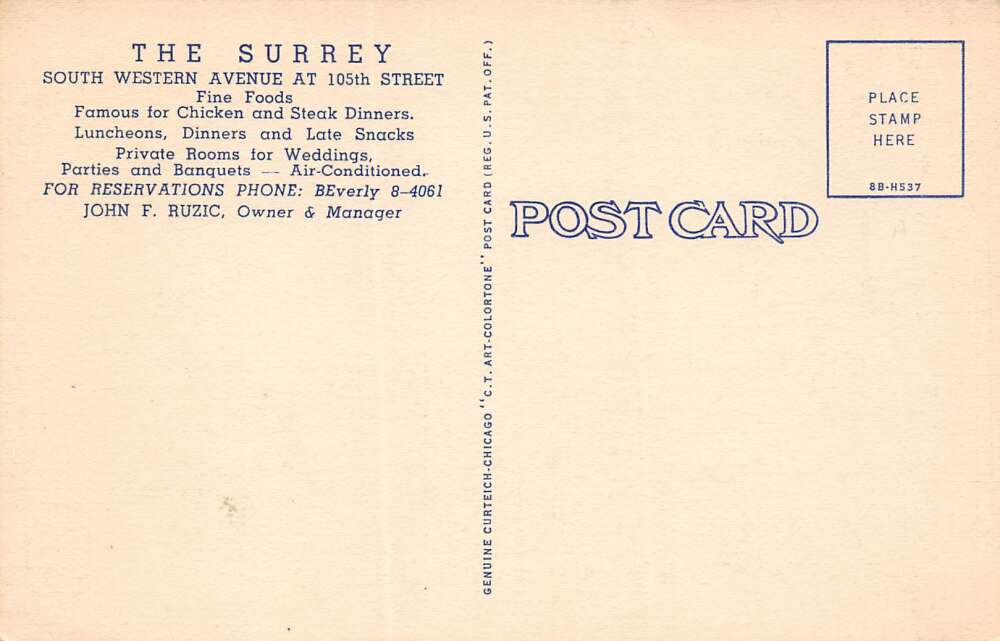 THE SURREY
SOUTH WESTERN AVENUE AT 105th STREET
Fine Foods
Famous for Chicken and Steak Dinners.
Luncheons, Dinners and Late Snacks
Private Rooms for Weddings,
Parties and Banquets — Air-Conditioned.
FOR RESERVATIONS PHONE: BEverly 8-4061
JOHN F. RUZIC, Owner & Manager
GENUINE CURTEICH-CHICAGO "C.T. ART-COLORTONE" POST CARD (REG. U.S. PAT. OFF.)
POST CARD
PLACE
STAMP
HERE
8B-H537
A